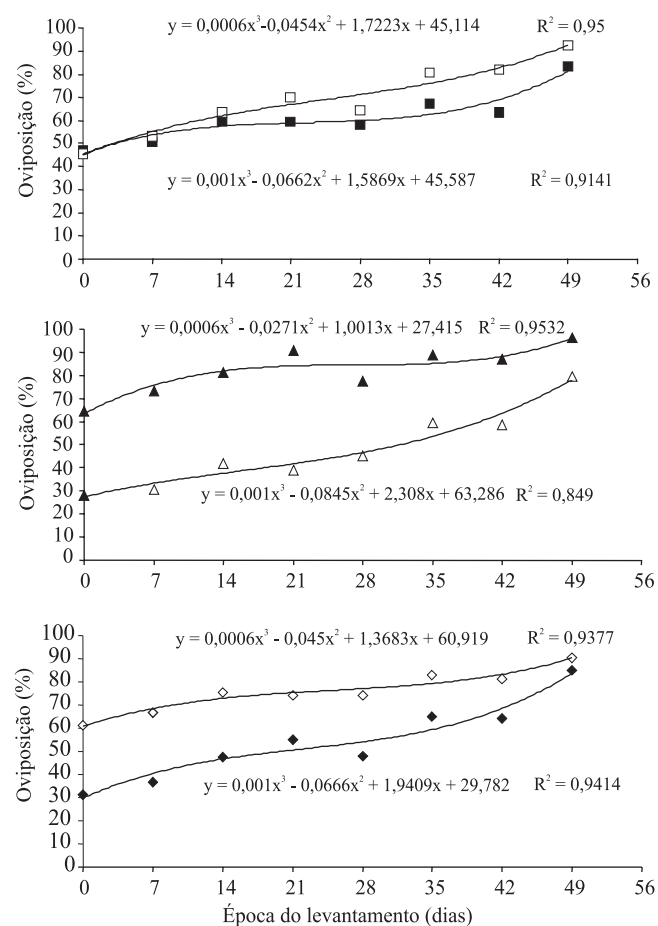 y = 0,0006x³-0,0454x² + 1,7223x + 45,114 R² = 0,95
100
90
80
70
60
50
40
30
20
10
0
Oviposição (%)
y = 0,001x³- 0,0662x² + 1,5869x + 45,587 R² = 0,9141
0 7 14 21 28 35 42 49 56
y = 0,0006x³ - 0,0271x² + 1,0013x + 27,415 R² = 0,9532
100
90
80
70
60
50
40
30
20
10
0
Oviposição (%)
y = 0,001x³ - 0,0845x² + 2,308x + 63,286 R² = 0,849
0 7 14 21 28 35 42 49 56
y = 0,0006x³ - 0,045x² + 1,3683x + 60,919 R² = 0,9377
100
90
80
70
60
50
40
30
20
10
0
Oviposição (%)
y = 0,001x³ - 0,0666x² + 1,9409x + 29,782 R² = 0,9414
0 7 14 21 28 35 42 49 56
Época do levantamento (dias)